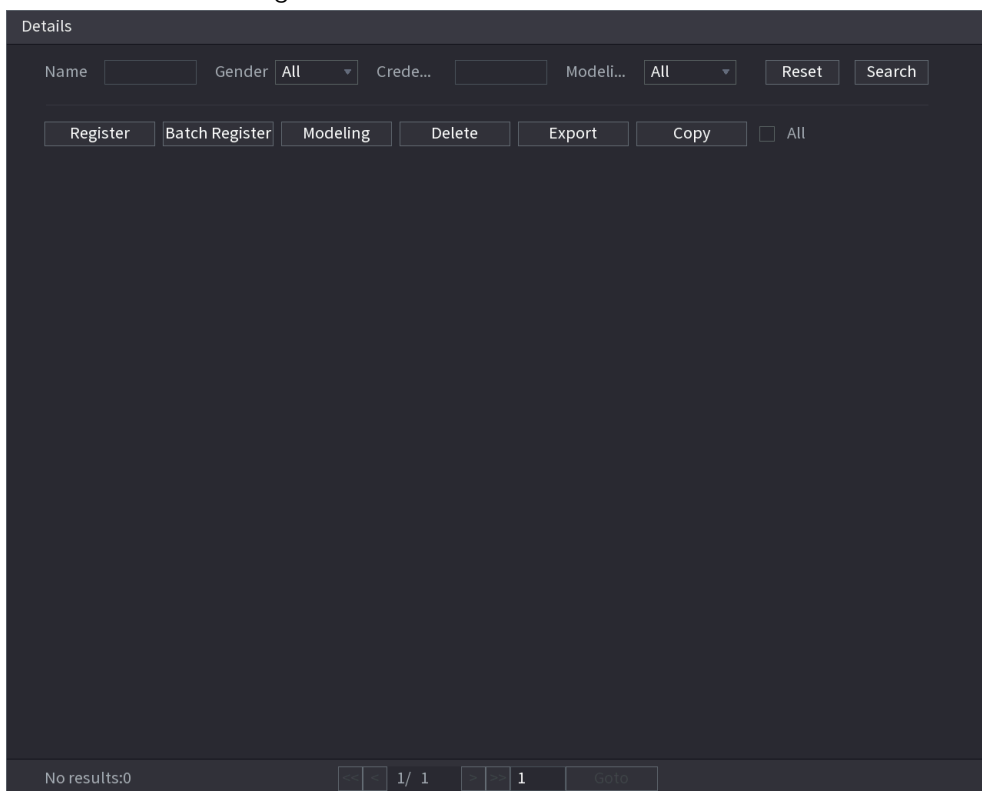 Details
Name Gender All Crede... Modeli... All Reset Search
Register Batch Register Modeling Delete Export Copy All
No results:0 << < 1/ 1 > >> 1 Goto